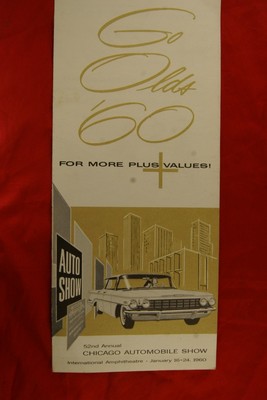 Go
Olds
'60
FOR MORE PLUS VALUES!
AUTO
SHOW
52nd Annual
CHICAGO AUTOMOBILE SHOW
International Amphitheatre - January 16-24, 1960